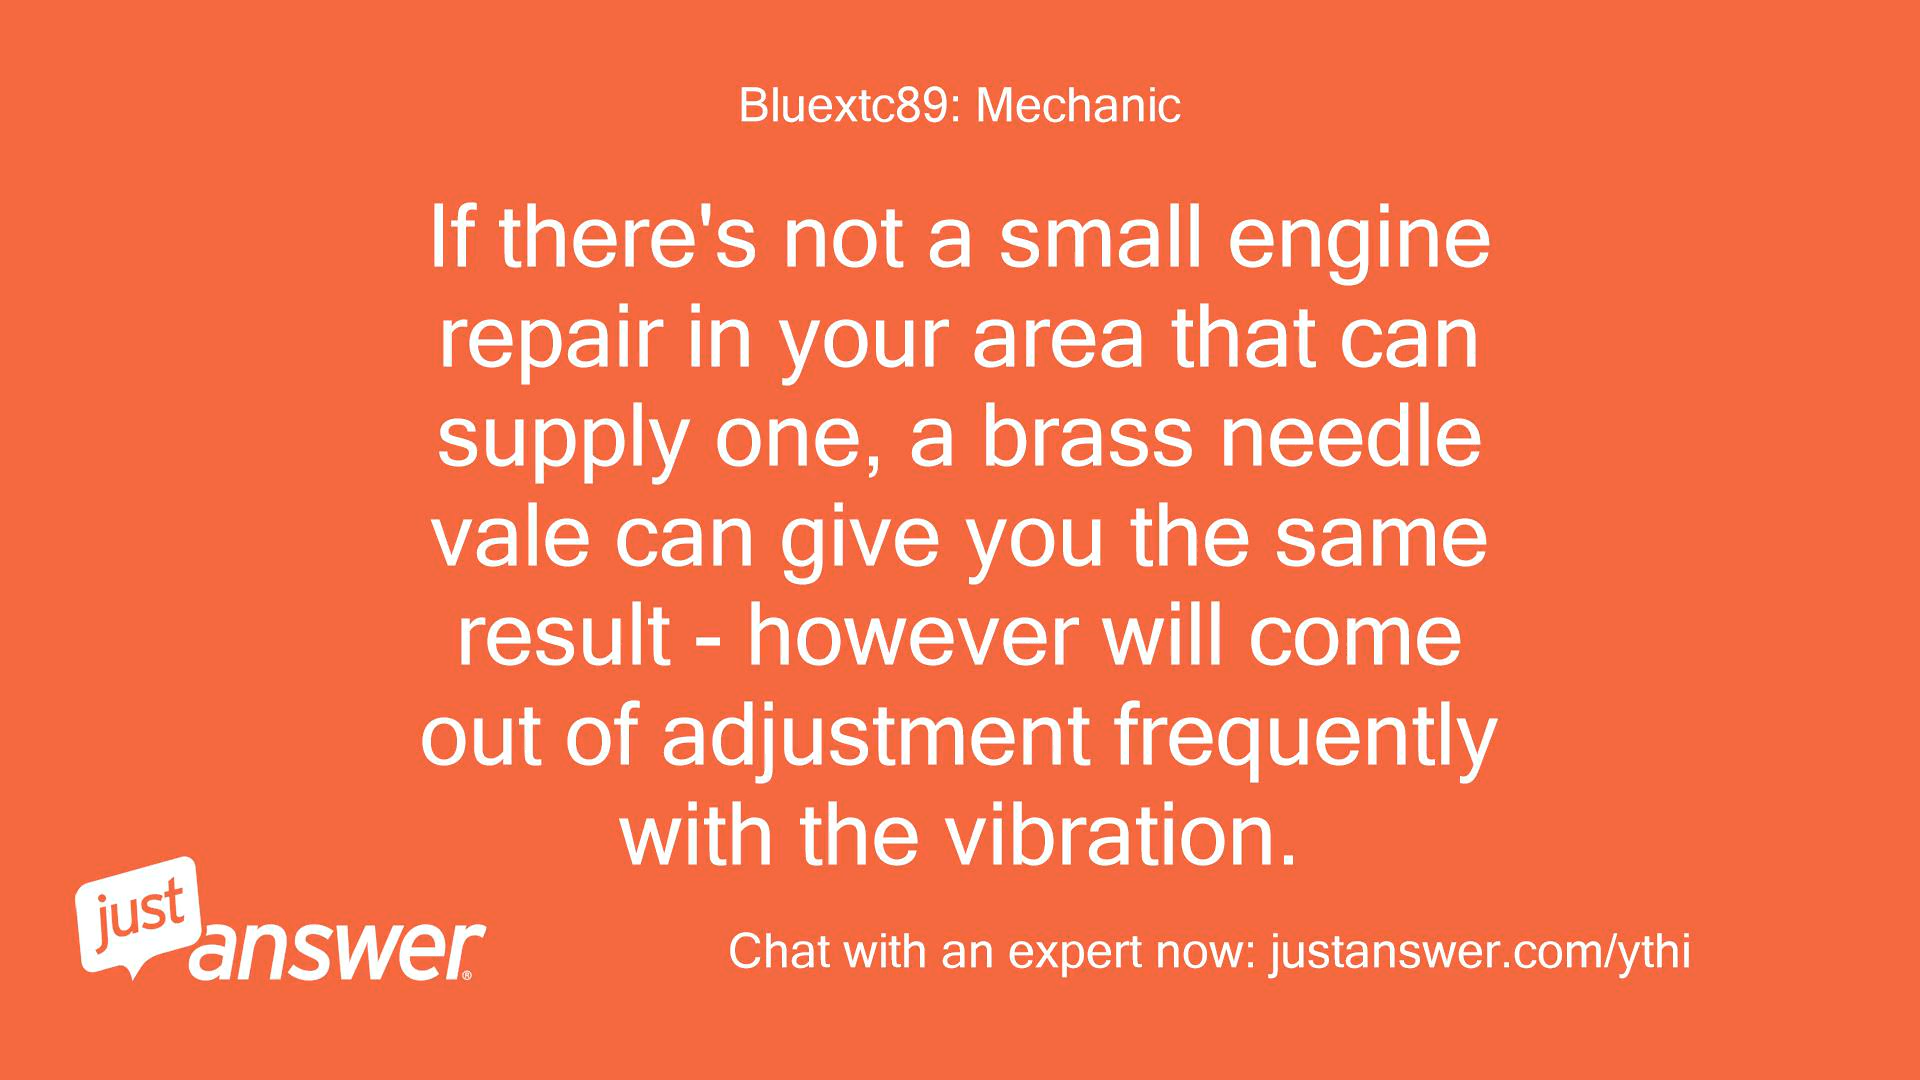 Bluextc89: Mechanic
If there's not a small engine
repair in your area that can
supply one, a brass needle
vale can give you the same
result - however will come
out of adjustment frequently
with the vibration.
just
answer®
Chat with an expert now: justanswer.com/ythi